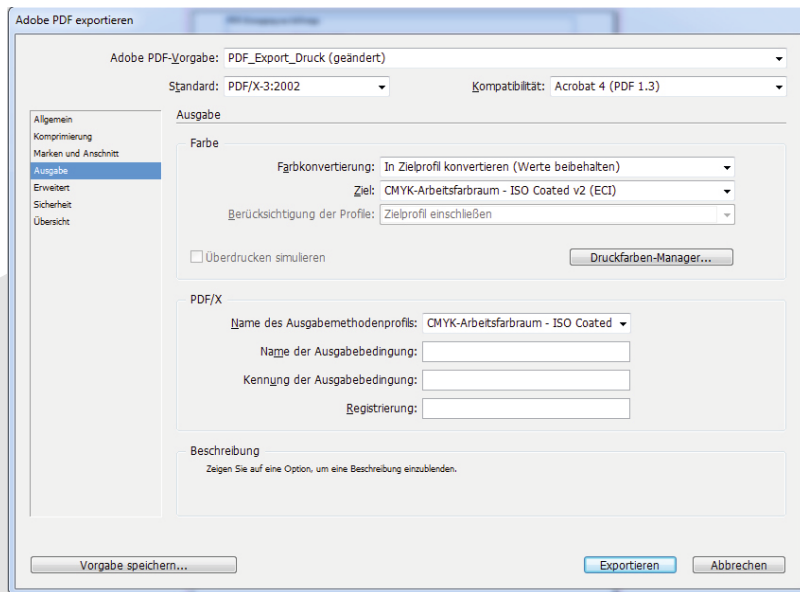 Adobe PDF exportieren
Adobe PDF-Vorgabe: PDF_Export_Druck (geändert)
Standard: PDF/X-3:2002 Kompatibilität: Acrobat 4 (PDF 1.3)
Allgemein
Komprimierung
Marken und Anschnitt
Ausgabe
Erweitert
Sicherheit
Übersicht
Ausgabe
Farbe
Farbkonvertierung: In Zielprofil konvertieren (Werte beibehalten)
Ziel: CMYK-Arbeitsfarbraum - ISO Coated v2 (ECI)
Berücksichtigung der Profile: Zielprofil einschließen
Überdrucken simulieren Druckfarben-Manager...
PDF/X
Name des Ausgabemethodenprofils: CMYK-Arbeitsfarbraum - ISO Coated
Name der Ausgabebedingung:
Kennung der Ausgabebedingung:
Registrierung:
Beschreibung
Zeigen Sie auf eine Option, um eine Beschreibung einzublenden.
Vorgabe speichern... Exportieren Abbrechen